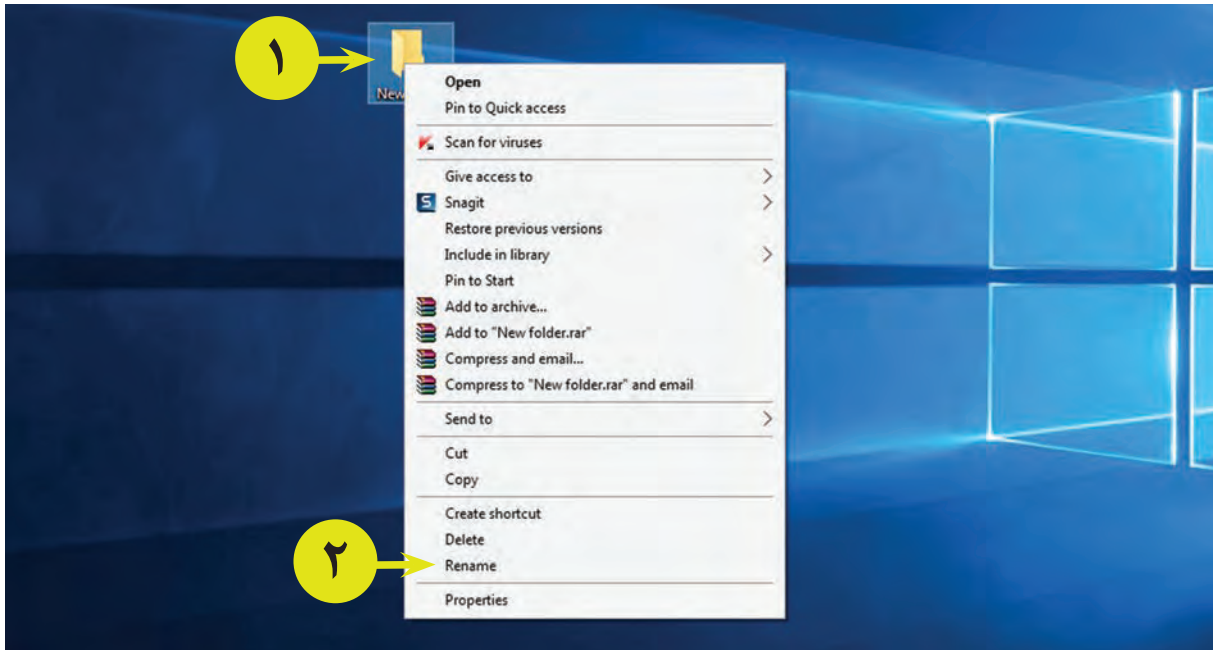 ١
New
Open
Pin to Quick access
Scan for viruses
Give access to
Snagit
Restore previous versions
Include in library
Pin to Start
Add to archive...
Add to "New folder.rar"
Compress and email...
Compress to "New folder.rar" and email
Send to
Cut
Copy
Create shortcut
Delete
٢
Rename
Properties